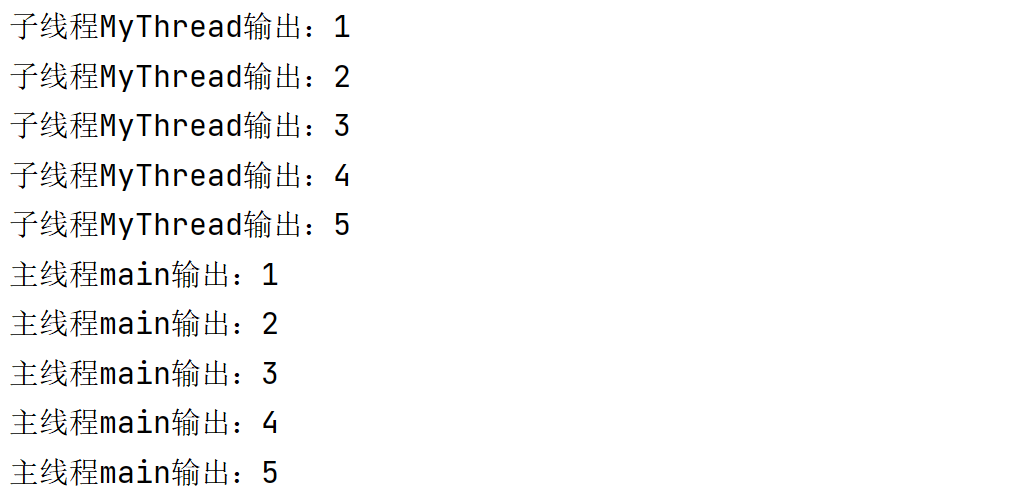 子线程MyThread输出：1
子线程MyThread输出：2
子线程MyThread输出：3
子线程MyThread输出：4
子线程MyThread输出：5
主线程main输出：1
主线程main输出：2
主线程main输出：3
主线程main输出：4
主线程main输出：5